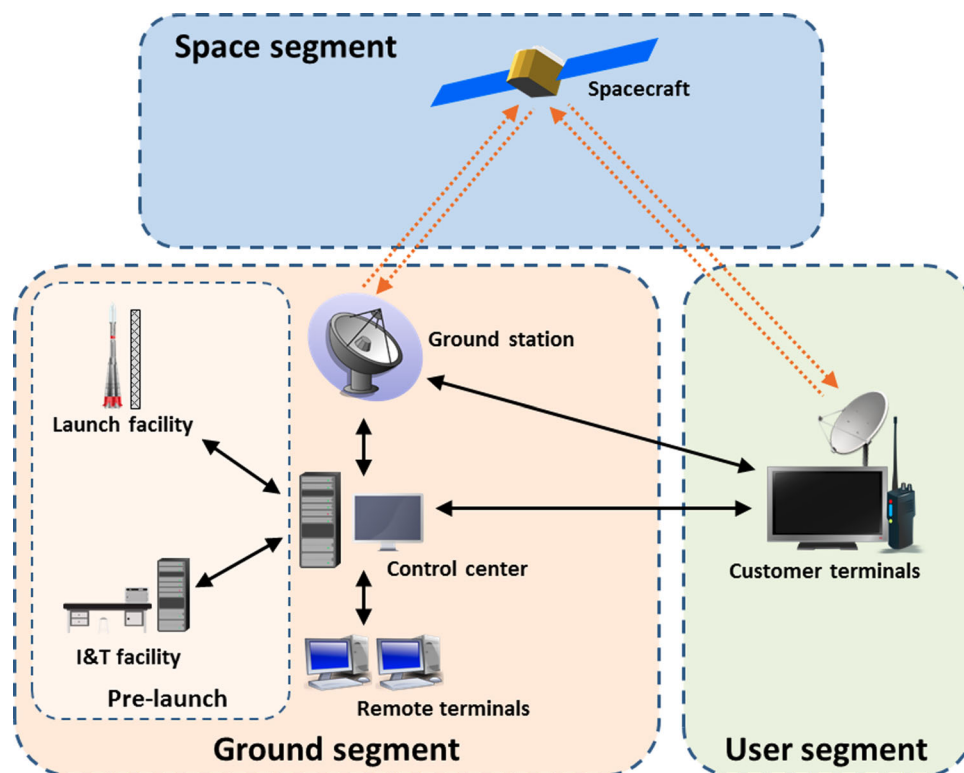 Space segment
Spacecraft
Ground station
Launch facility
Control center
Customer terminals
I&T facility
Remote terminals
Pre-launch
Ground segment
User segment